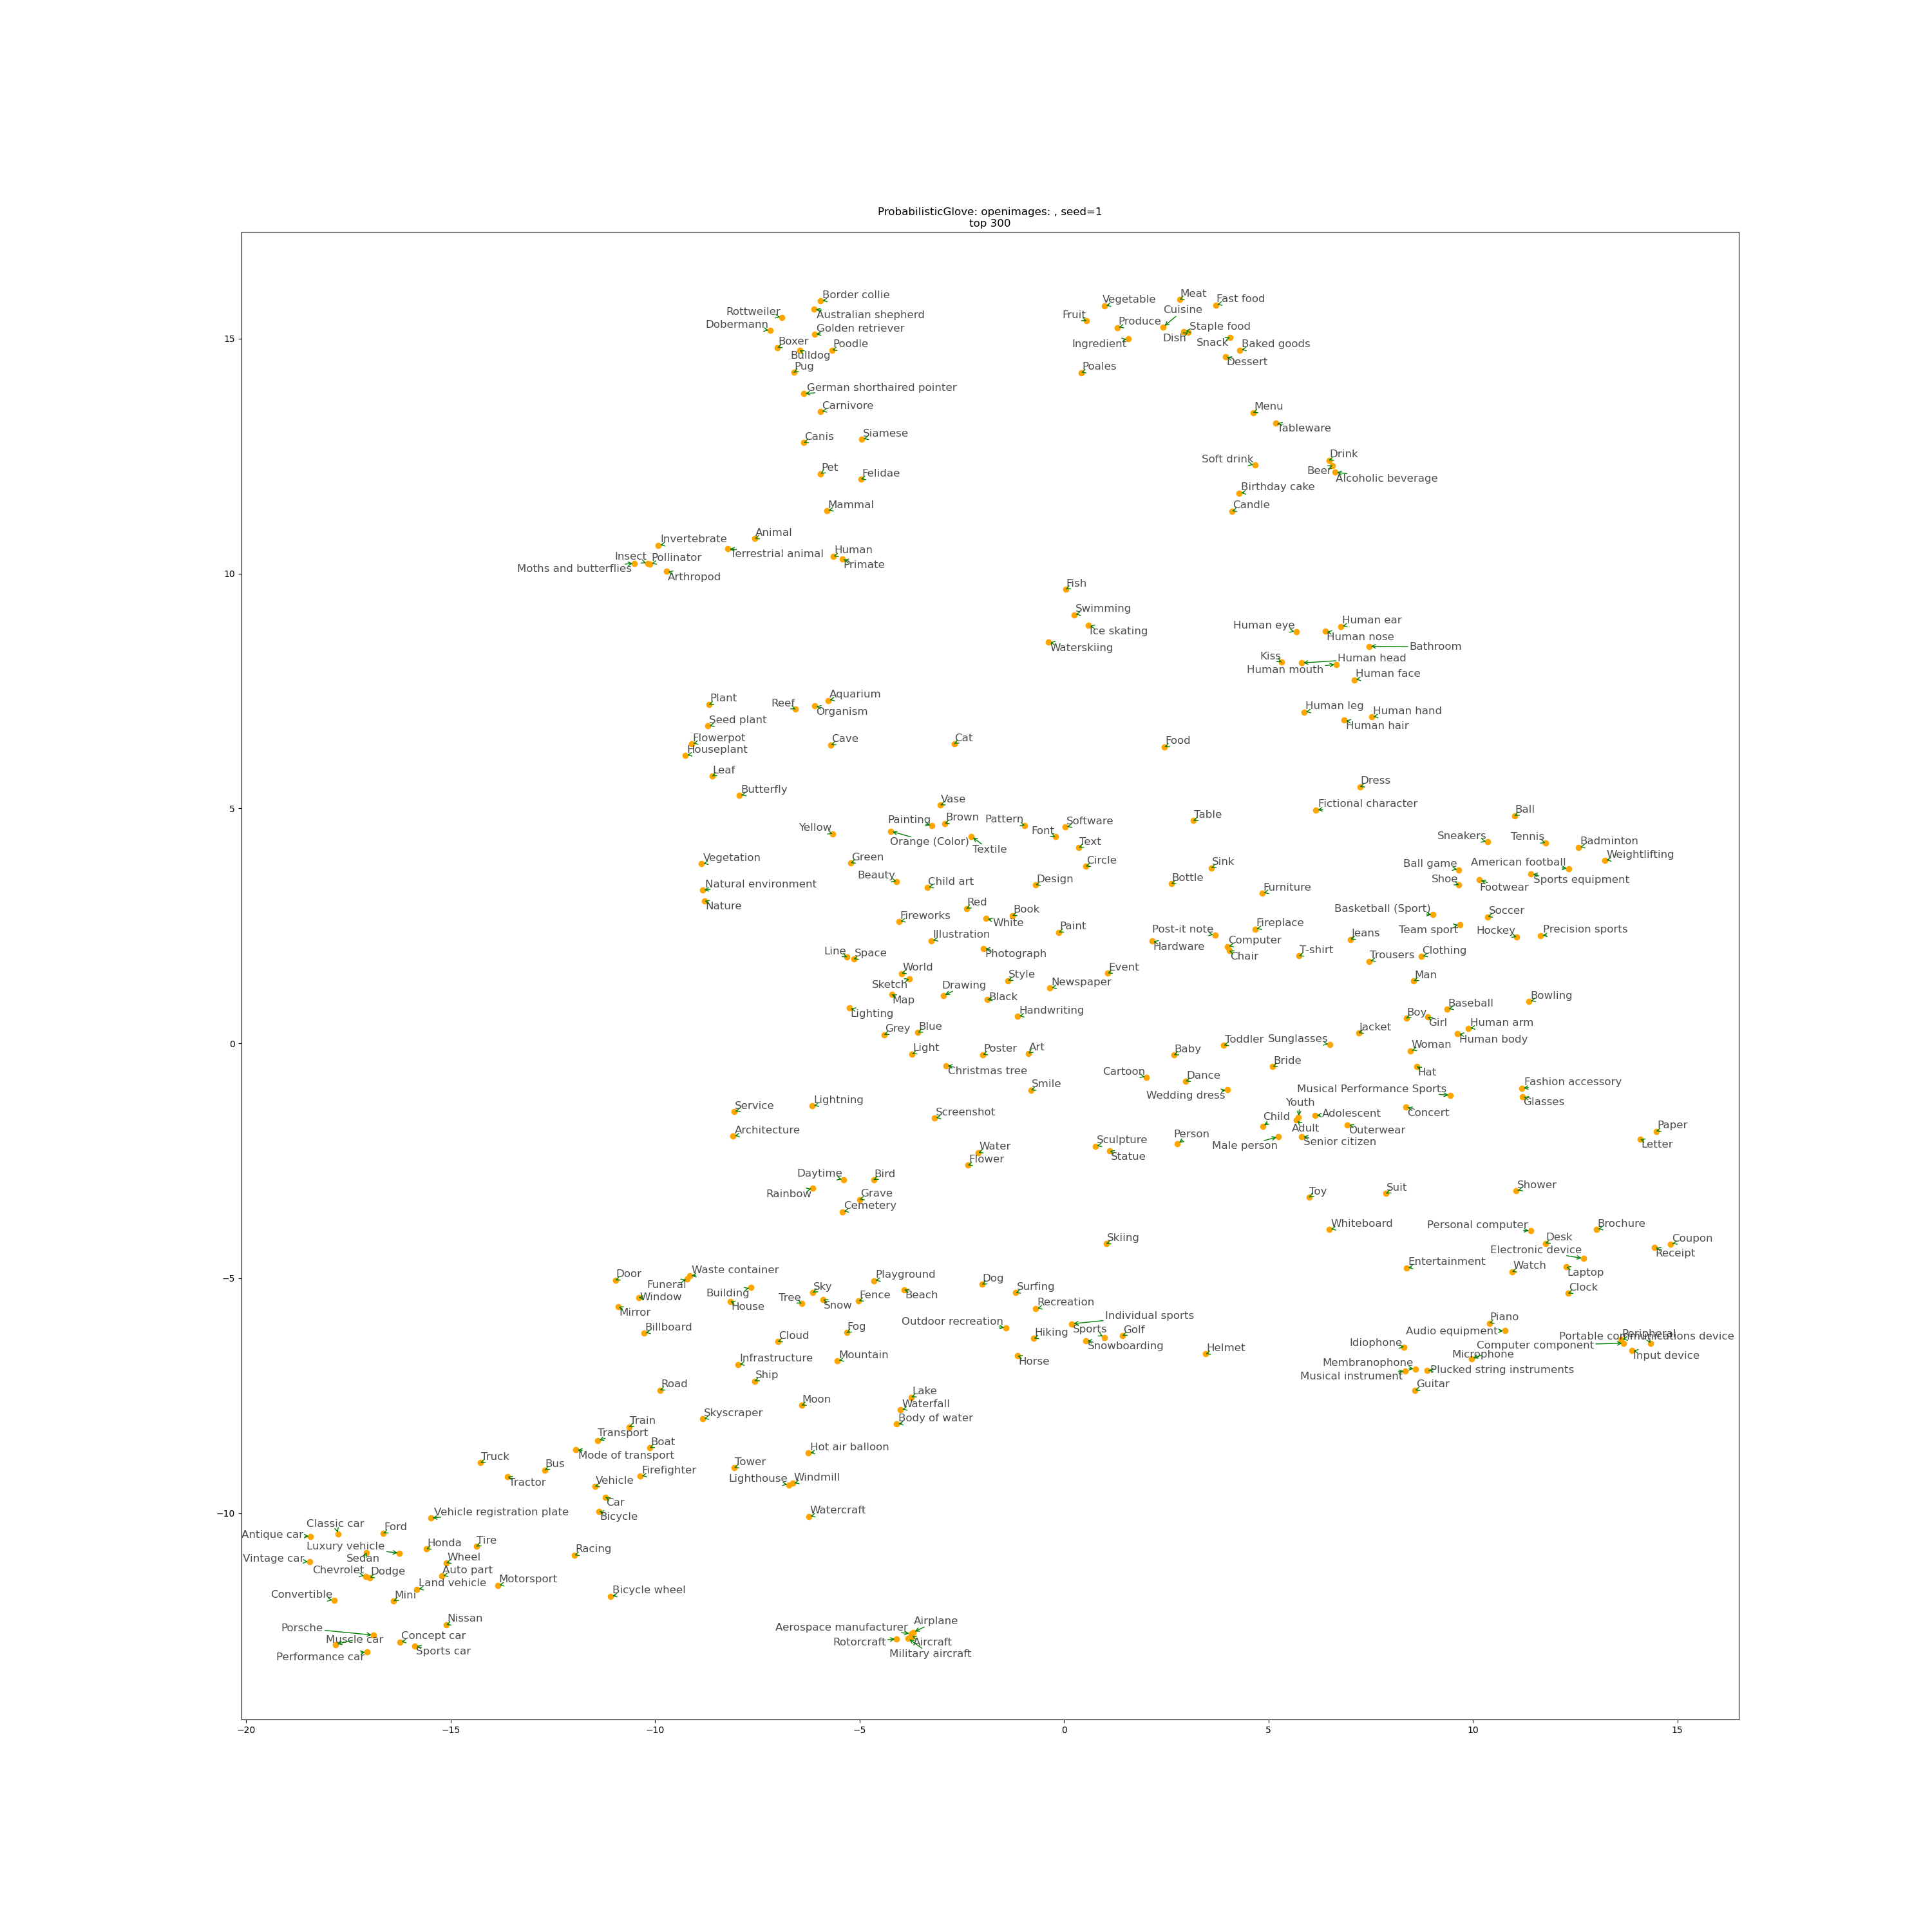 ProbabilisticGlove: openimages: , seed=1
top 300
Border collie
Rottweiler
Australian shepherd
Dobermann
Golden retriever
Boxer
Poodle
Bulldog
Pug
German shorthaired pointer
Carnivore
Canis
Siamese
Pet
Felidae
Mammal
Meat
Fast food
Vegetable
Cuisine
Fruit
Produce
Staple food
Dish
Ingredient
Snack
Baked goods
Dessert
Poales
Menu
Tableware
Soft drink
Drink
Beer
Alcoholic beverage
Birthday cake
Candle
Invertebrate
Animal
Terrestrial animal
Human
Primate
Insect
Pollinator
Moths and butterflies
Arthropod
Fish
Swimming
Ice skating
Waterskiing
Human eye
Human ear
Human nose
Bathroom
Kiss
Human head
Human mouth
Human face
Human leg
Human hand
Human hair
Plant
Seed plant
Flowerpot
Houseplant
Leaf
Butterfly
Reef
Aquarium
Organism
Cave
Cat
Food
Dress
Fictional character
Vase
Painting
Brown
Yellow
Orange (Color)
Textile
Pattern
Font
Software
Text
Circle
Table
Ball
Sneakers
Tennis
Badminton
Weightlifting
Ball game
American football
Shoe
Footwear
Sports equipment
Vegetation
Natural environment
Nature
Green
Beauty
Child art
Design
Bottle
Sink
Furniture
Red
Book
White
Fireworks
Illustration
Paint
Photograph
Post-it note
Hardware
Computer
Chair
Fireplace
T-shirt
Jeans
Trousers
Clothing
Basketball (Sport)
Team sport
Soccer
Hockey
Precision sports
Line
Space
World
Sketch
Map
Drawing
Style
Black
Newspaper
Event
Handwriting
Lighting
Grey
Blue
Light
Christmas tree
Poster
Art
Smile
Man
Bowling
Baseball
Boy
Girl
Human arm
Human body
Jacket
Woman
Hat
Baby
Toddler
Sunglasses
Bride
Cartoon
Dance
Wedding dress
Musical Performance Sports
Concert
Fashion accessory
Glasses
Youth
Adolescent
Child
Adult
Outerwear
Male person
Senior citizen
Paper
Letter
Service
Lightning
Architecture
Screenshot
Water
Flower
Sculpture
Statue
Person
Daytime
Bird
Rainbow
Grave
Cemetery
Toy
Suit
Shower
Whiteboard
Personal computer
Brochure
Desk
Coupon
Receipt
Electronic device
Entertainment
Watch
Laptop
Clock
Skiing
Door
Waste container
Funeral
Window
Mirror
Building
House
Billboard
Sky
Tree
Snow
Fence
Playground
Beach
Dog
Surfing
Recreation
Outdoor recreation
Individual sports
Sports
Golf
Hiking
Snowboarding
Horse
Helmet
Fog
Cloud
Mountain
Infrastructure
Ship
Piano
Audio equipment
Peripheral
Portable communications device
Computer component
Input device
Idiophone
Microphone
Membranophone
Plucked string instruments
Musical instrument
Guitar
Road
Skyscraper
Moon
Lake
Waterfall
Body of water
Train
Transport
Boat
Mode of transport
Hot air balloon
Truck
Tractor
Bus
Firefighter
Vehicle
Car
Bicycle
Tower
Lighthouse
Windmill
Watercraft
Vehicle registration plate
Classic car
Ford
Antique car
Luxury vehicle
Honda
Tire
Vintage car
Sedan
Wheel
Chevrolet
Dodge
Auto part
Land vehicle
Motorsport
Racing
Bicycle wheel
Convertible
Mini
Nissan
Porsche
Muscle car
Concept car
Sports car
Performance car
Aerospace manufacturer
Airplane
Rotorcraft
Aircraft
Military aircraft
15
10
5
0
−5
−10
−20
−15
−10
−5
0
5
10
15